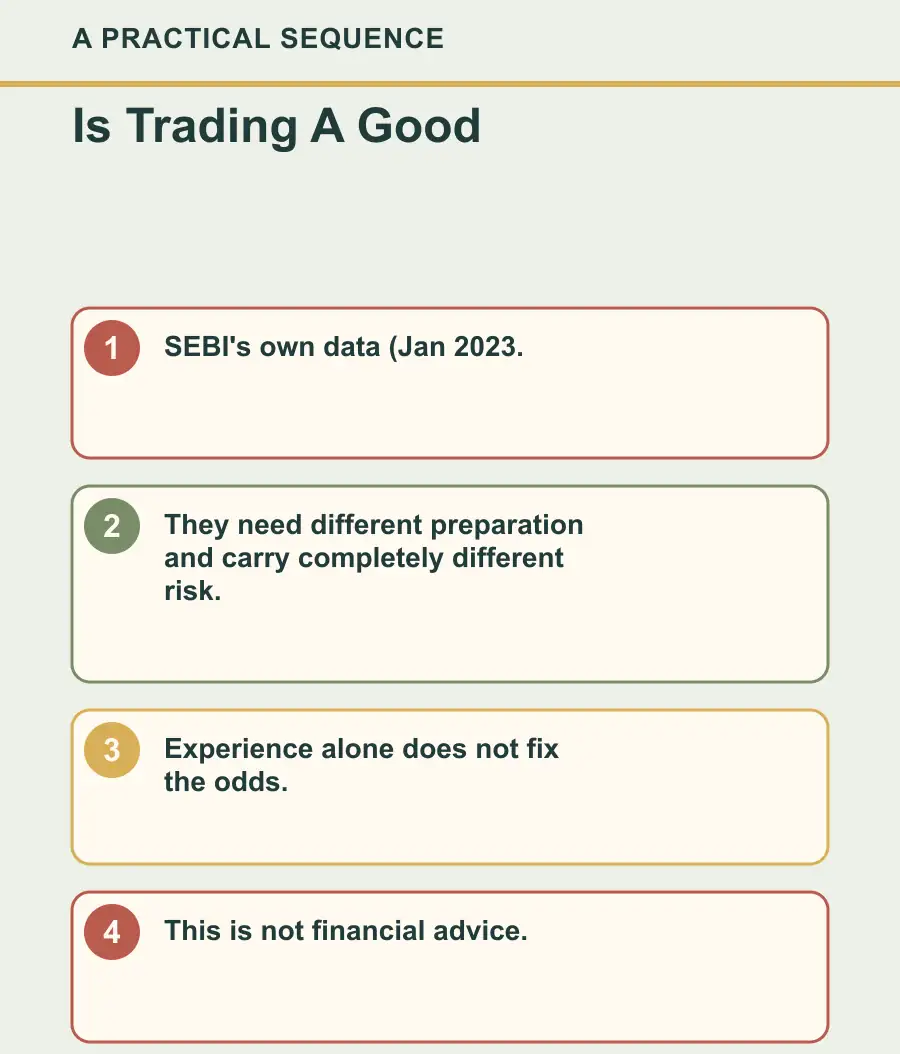 A PRACTICAL SEQUENCE
Is Trading A Good
1
SEBI's own data (Jan 2023.
2
They need different preparation
and carry completely different
risk.
3
Experience alone does not fix
the odds.
4
This is not financial advice.